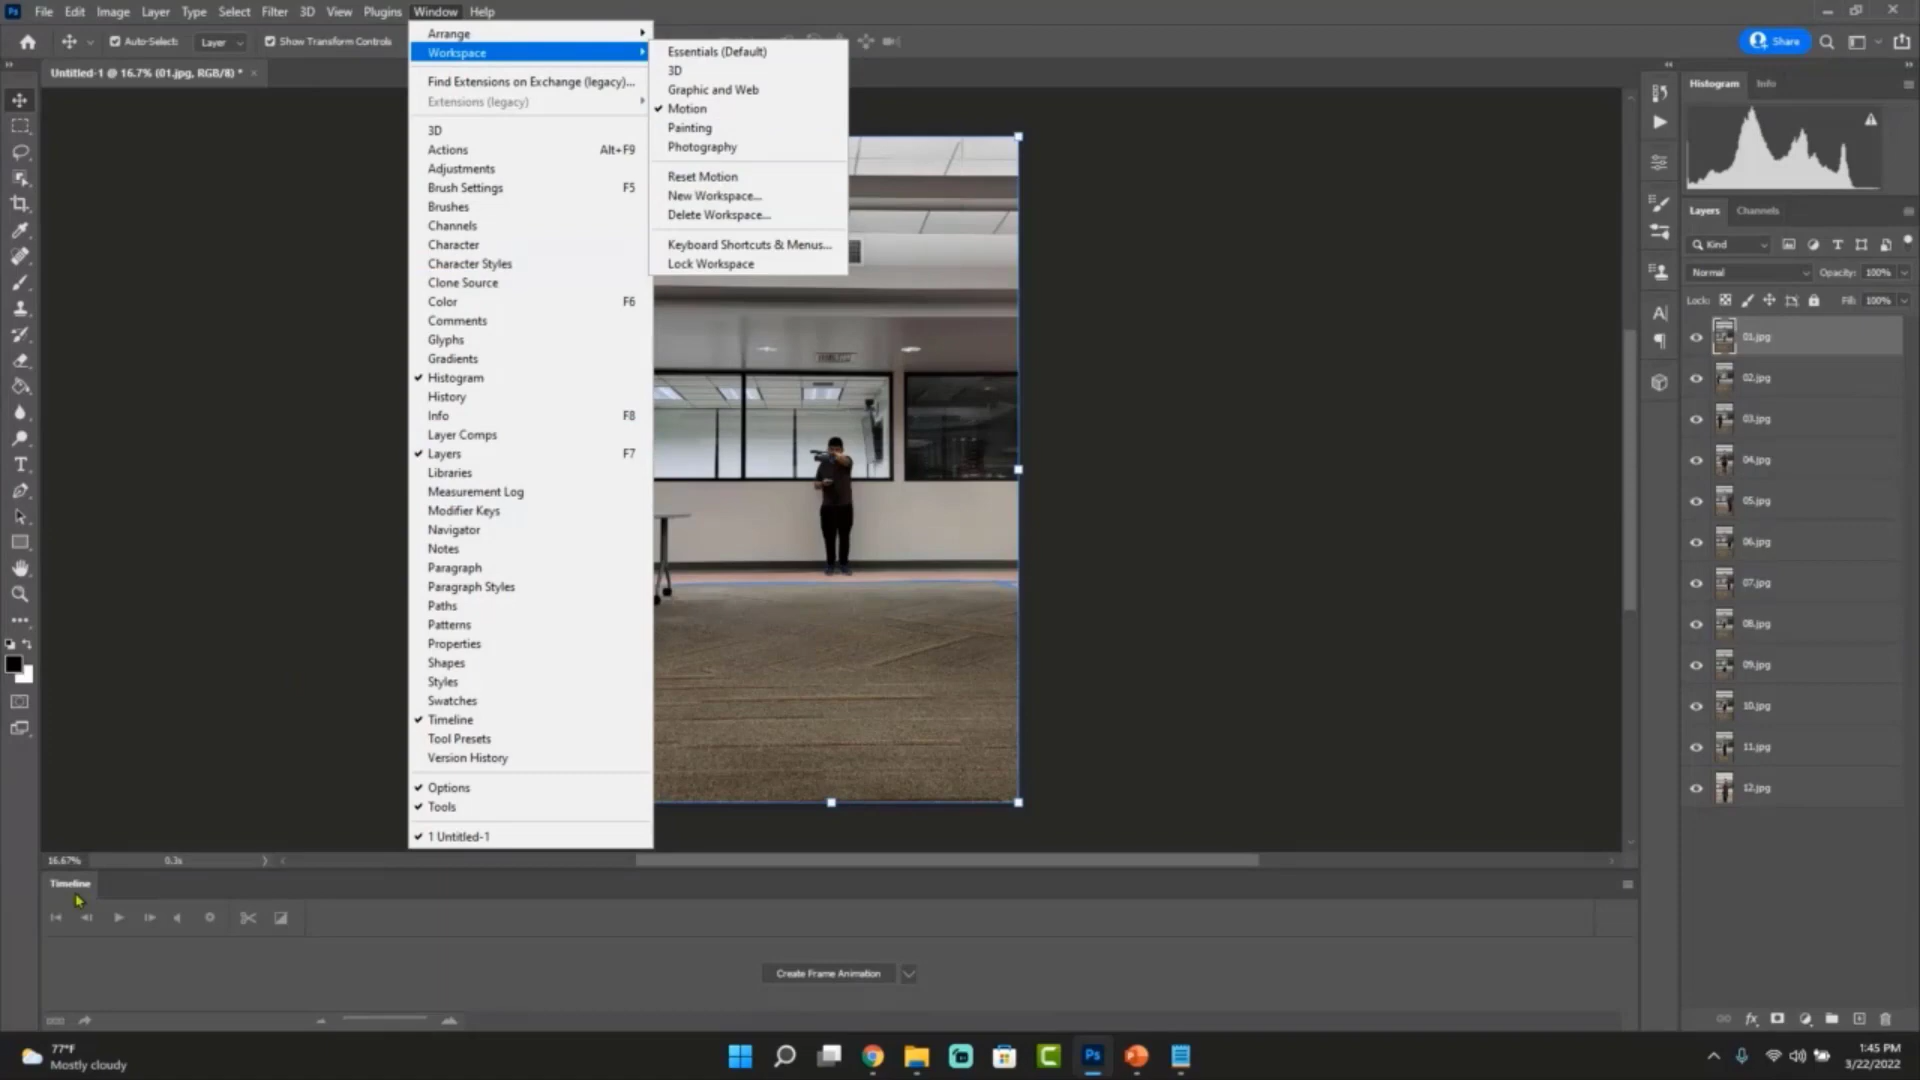 Ps File Edit Image Layer Type Select Filter 3D View Plugins Window Help
Auto-Select: Layer Show Transform Controls
Share
Untitled-1 @ 16.7% (01.jpg, RGB/8) * ×
Arrange
Workspace
Find Extensions on Exchange (legacy)...
Extensions (legacy)
3D
Actions Alt+F9
Adjustments
Brush Settings F5
Brushes
Channels
Character
Character Styles
Clone Source
Color F6
Comments
Glyphs
Gradients
Histogram
History
Info F8
Layer Comps
Layers F7
Libraries
Measurement Log
Modifier Keys
Navigator
Notes
Paragraph
Paragraph Styles
Paths
Patterns
Properties
Shapes
Styles
Swatches
Timeline
Tool Presets
Version History
Options
Tools
1 Untitled-1
Essentials (Default)
3D
Graphic and Web
Motion
Painting
Photography
Reset Motion
New Workspace...
Delete Workspace...
Keyboard Shortcuts & Menus...
Lock Workspace
Histogram Info
Layers Channels
Kind
Normal Opacity: 100%
Lock: Fill: 100%
01.jpg
02.jpg
03.jpg
04.jpg
05.jpg
06.jpg
07.jpg
08.jpg
09.jpg
10.jpg
11.jpg
12.jpg
16.67% 0.3s
Timeline
Create Frame Animation
77°F
Mostly cloudy
Ps
1:45 PM
3/22/2022